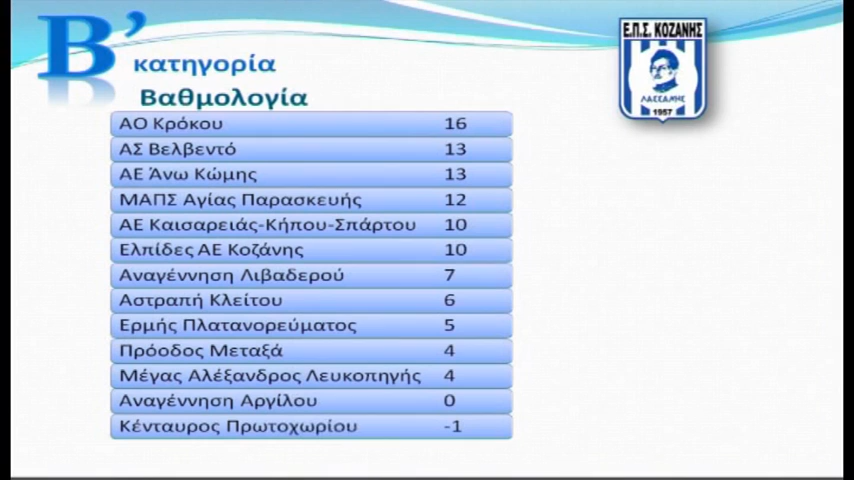 Β’ κατηγορία
Βαθμολογία
Ε.Π.Σ. ΚΟΖΑΝΗΣ
ΛΑΣΣΑΝΗΣ
1957
ΑΟ Κρόκου 16
ΑΣ Βελβεντό 13
ΑΕ Άνω Κώμης 13
ΜΑΠΣ Αγίας Παρασκευής 12
ΑΕ Καισαρειάς-Κήπου-Σπάρτου 10
Ελπίδες ΑΕ Κοζάνης 10
Αναγέννηση Λιβαδερού 7
Αστραπή Κλείτου 6
Ερμής Πλατανορεύματος 5
Πρόοδος Μεταξά 4
Μέγας Αλέξανδρος Λευκοπηγής 4
Αναγέννηση Αργίλου 0
Κένταυρος Πρωτοχωρίου -1